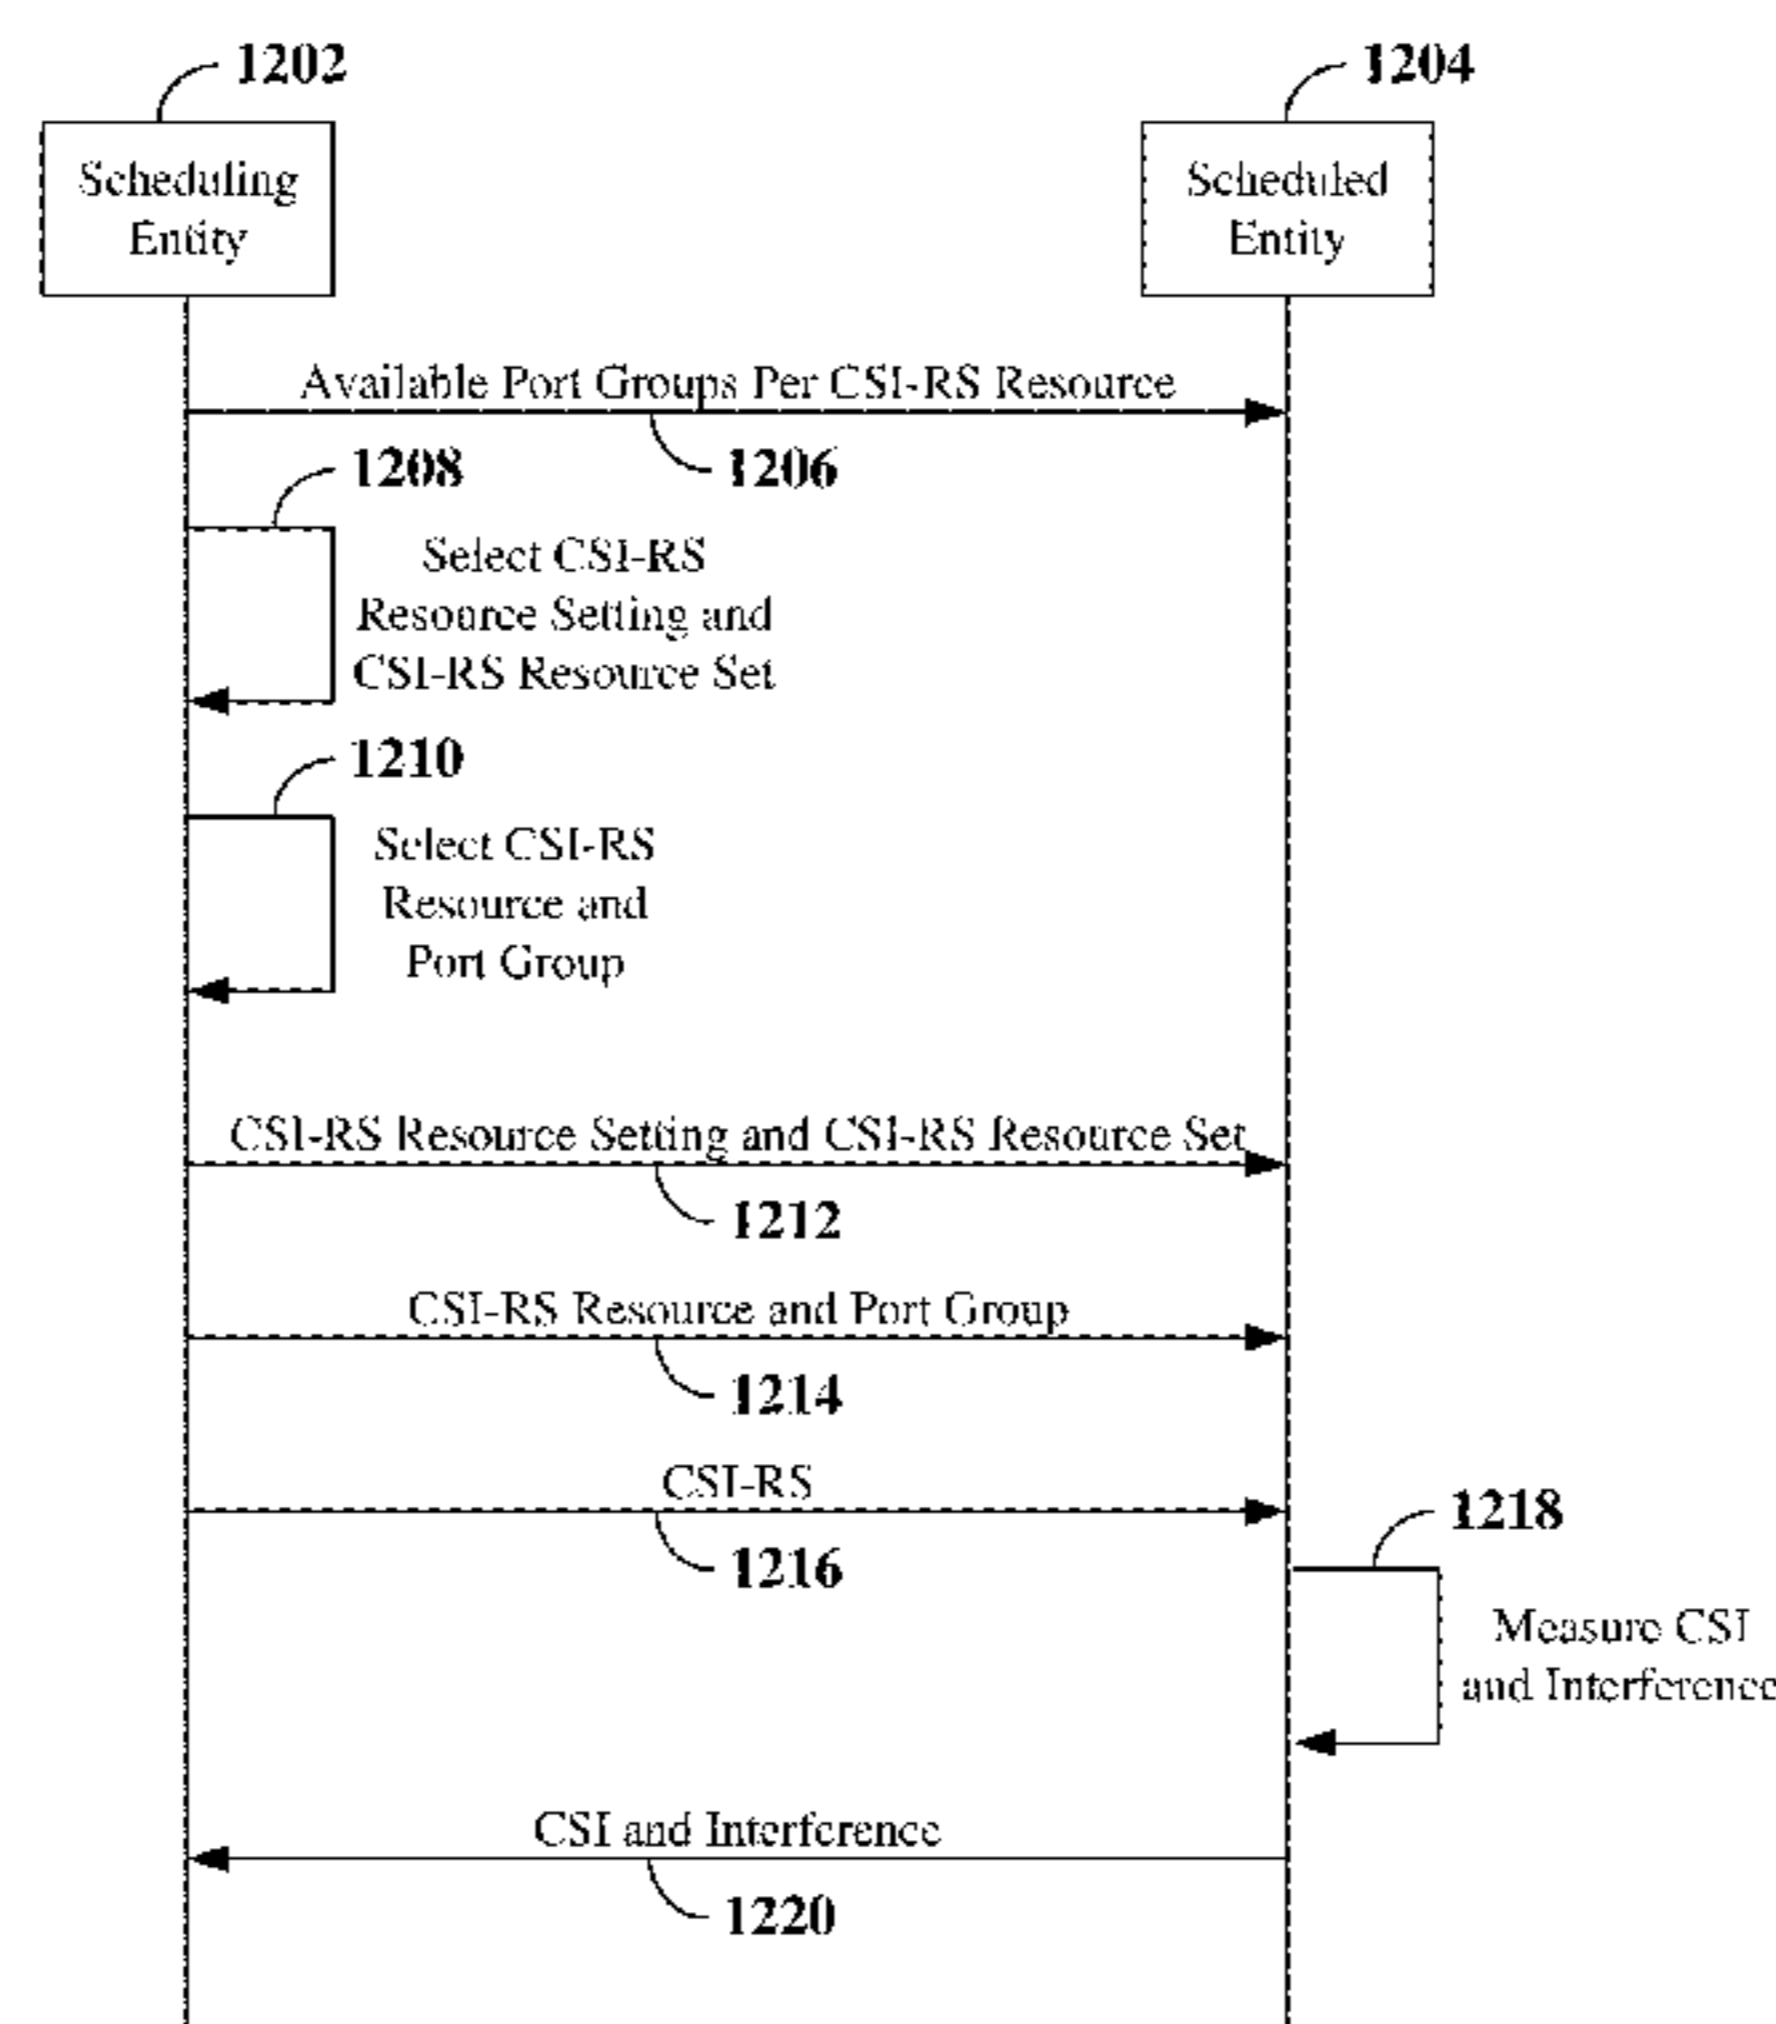 1202
1204
Scheduling
Entity
Scheduled
Entity
Available Port Groups Per CSI-RS Resource
1206
1208
Select CSI-RS
Resource Setting and
CSI-RS Resource Set
1210
Select CSI-RS
Resource and
Port Group
CSI-RS Resource Setting and CSI-RS Resource Set
1212
CSI-RS Resource and Port Group
1214
CSI-RS
1216
1218
Measure CSI
and Interference
CSI and Interference
1220